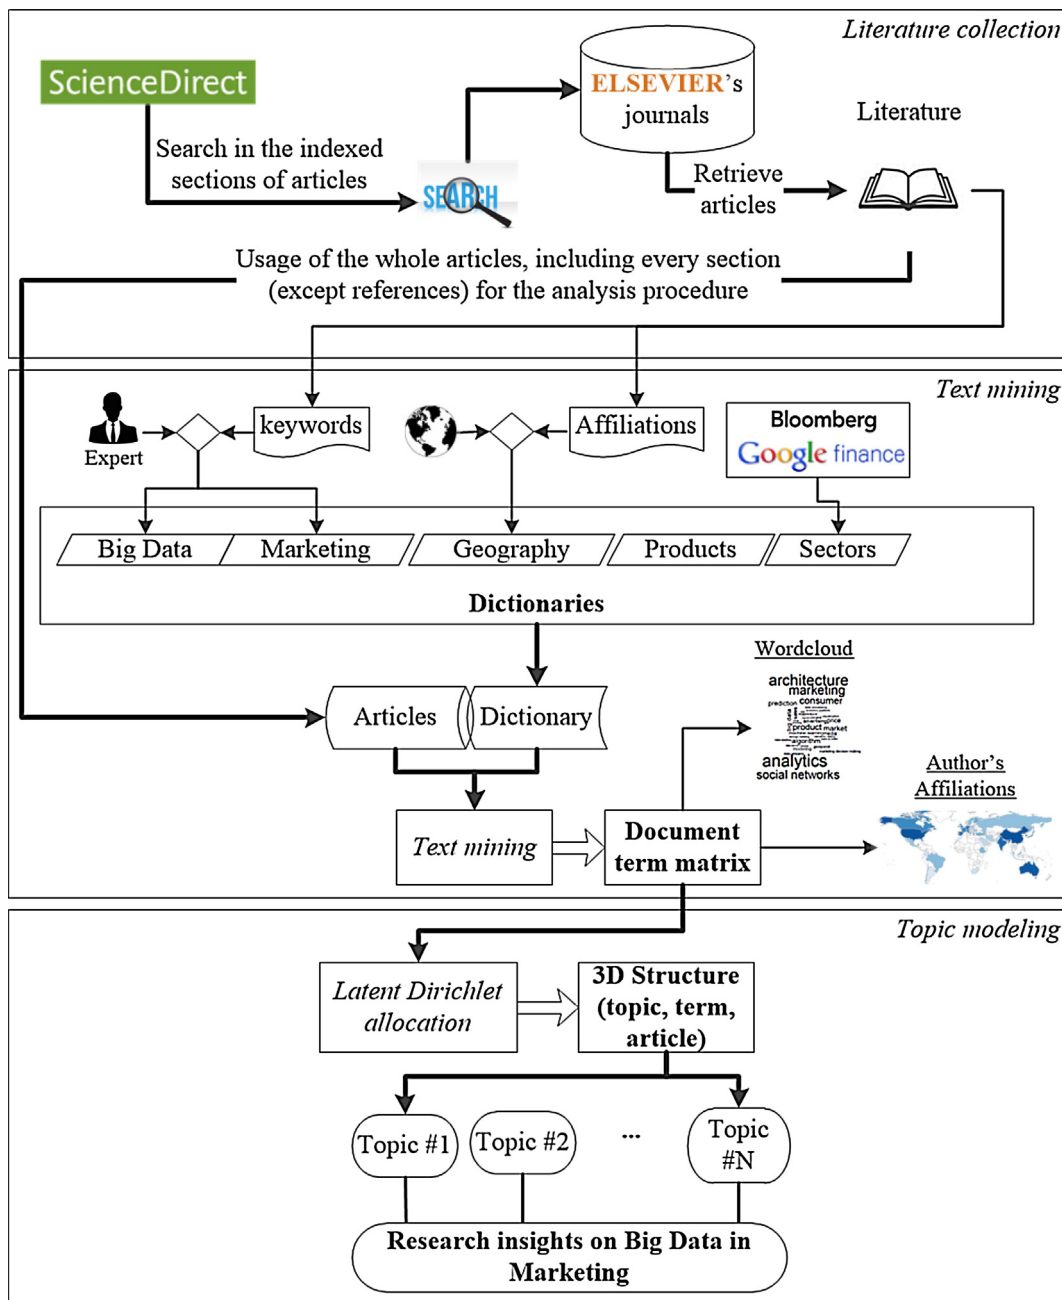 Literature collection
ScienceDirect
ELSEVIER's
journals
Literature
Search in the indexed
sections of articles
SEARCH
Retrieve
articles
Usage of the whole articles, including every section
(except references) for the analysis procedure
Text mining
Expert
keywords
Affiliations
Bloomberg
Google finance
Big Data
Marketing
Geography
Products
Sectors
Dictionaries
Wordcloud
architecture
marketing
prediction consumer
product market
algorithm
analytics
social networks
Articles
Dictionary
Author's
Affiliations
Text mining
Document
term matrix
Topic modeling
Latent Dirichlet
allocation
3D Structure
(topic, term,
article)
Topic #1
Topic #2
...
Topic
#N
Research insights on Big Data in
Marketing